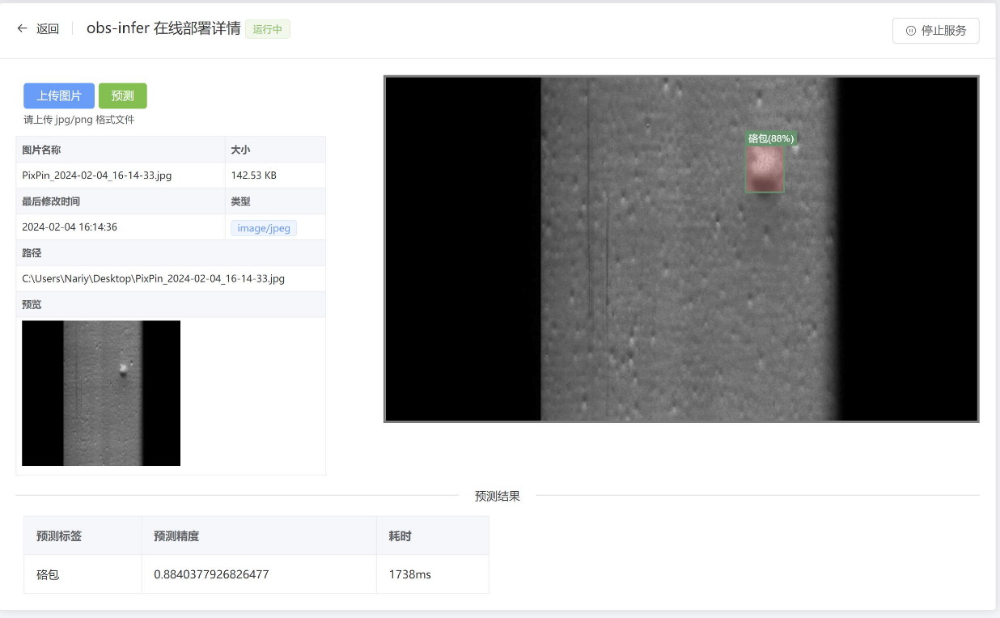 返回 obs-infer 在线部署详情 运行中 停止服务
上传图片 预测
请上传 jpg/png 格式文件
图片名称 大小
PixPin_2024-02-04_16-14-33.jpg 142.53 KB
最后修改时间 类型
2024-02-04 16:14:36 image/jpeg
路径
C:\Users\Nariy\Desktop\PixPin_2024-02-04_16-14-33.jpg
预览
硌包(88%)
预测结果
预测标签 预测精度 耗时
硌包 0.8840377926826477 1738ms